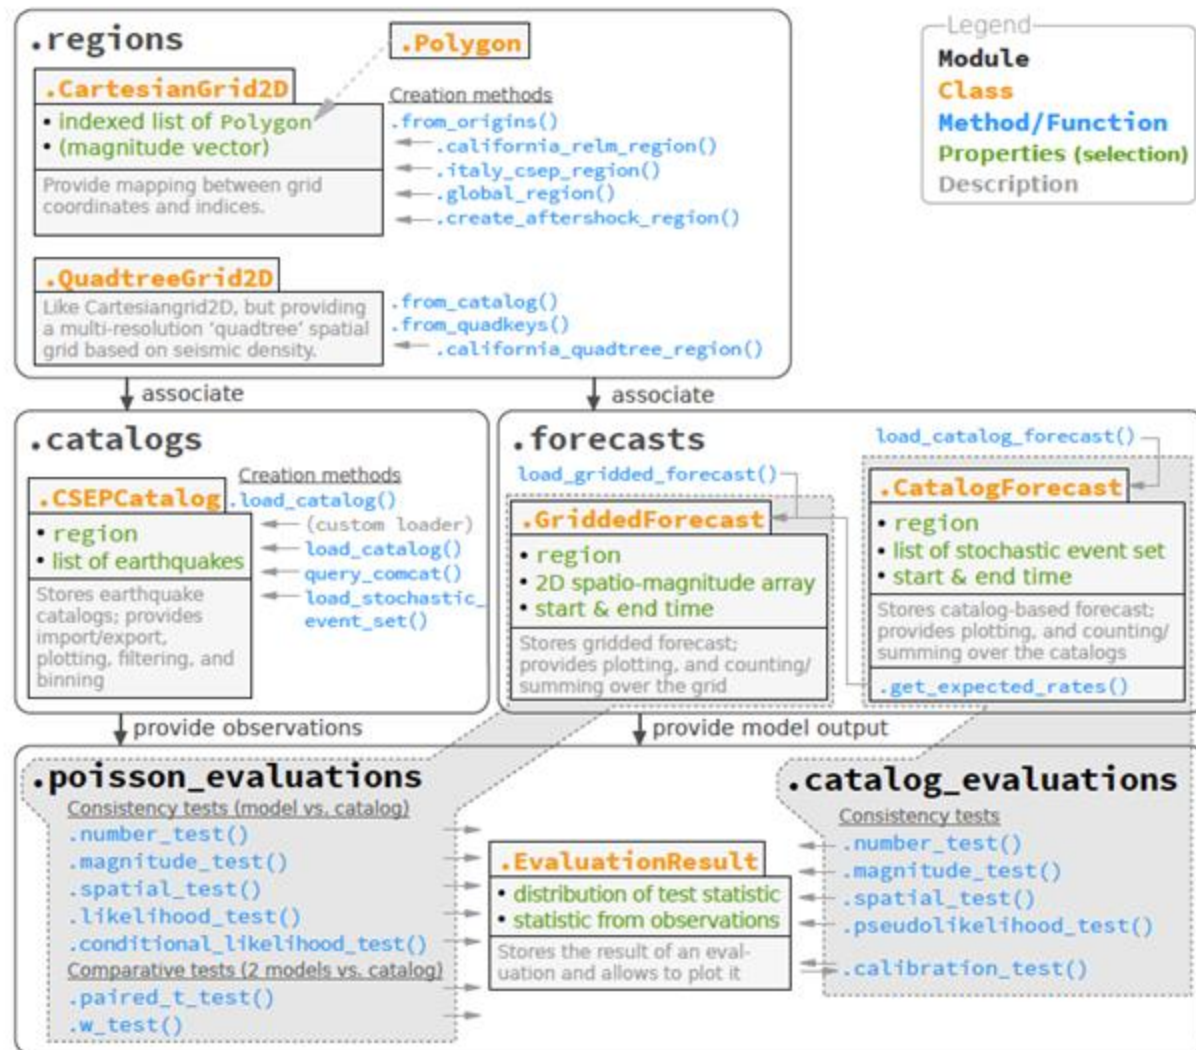 .regions
.Polygon
.CartesianGrid2D
• indexed list of Polygon
• (magnitude vector)
Provide mapping between grid
coordinates and indices.
Creation methods
.from_origins()
.california_relm_region()
.italy_csep_region()
.global_region()
.create_aftershock_region()
.QuadtreeGrid2D
Like Cartesiangrid2D, but providing
a multi-resolution ‘quadtree’ spatial
grid based on seismic density.
.from_catalog()
.from_quadkeys()
.california_quadtree_region()
Legend
Module
Class
Method/Function
Properties (selection)
Description
associate
associate
.catalogs
Creation methods
.CSEPCatalog
.load_catalog()
• region
• list of earthquakes
(custom loader)
load_catalog()
query_comcat()
load_stochastic_
event_set()
Stores earthquake
catalogs; provides
import/export,
plotting, filtering, and
binning
.forecasts
load_gridded_forecast()
load_catalog_forecast()
.GriddedForecast
• region
• 2D spatio-magnitude array
• start & end time
Stores gridded forecast;
provides plotting, and counting/
summing over the grid
.CatalogForecast
• region
• list of stochastic event set
• start & end time
Stores catalog-based forecast;
provides plotting, and counting/
summing over the catalogs
.get_expected_rates()
provide observations
provide model output
.poisson_evaluations
Consistency tests (model vs. catalog)
.number_test()
.magnitude_test()
.spatial_test()
.likelihood_test()
.conditional_likelihood_test()
Comparative tests (2 models vs. catalog)
.paired_t_test()
.w_test()
.EvaluationResult
• distribution of test statistic
• statistic from observations
Stores the result of an eval-
uation and allows to plot it
.catalog_evaluations
Consistency tests
.number_test()
.magnitude_test()
.spatial_test()
.pseudolikelihood_test()
.calibration_test()